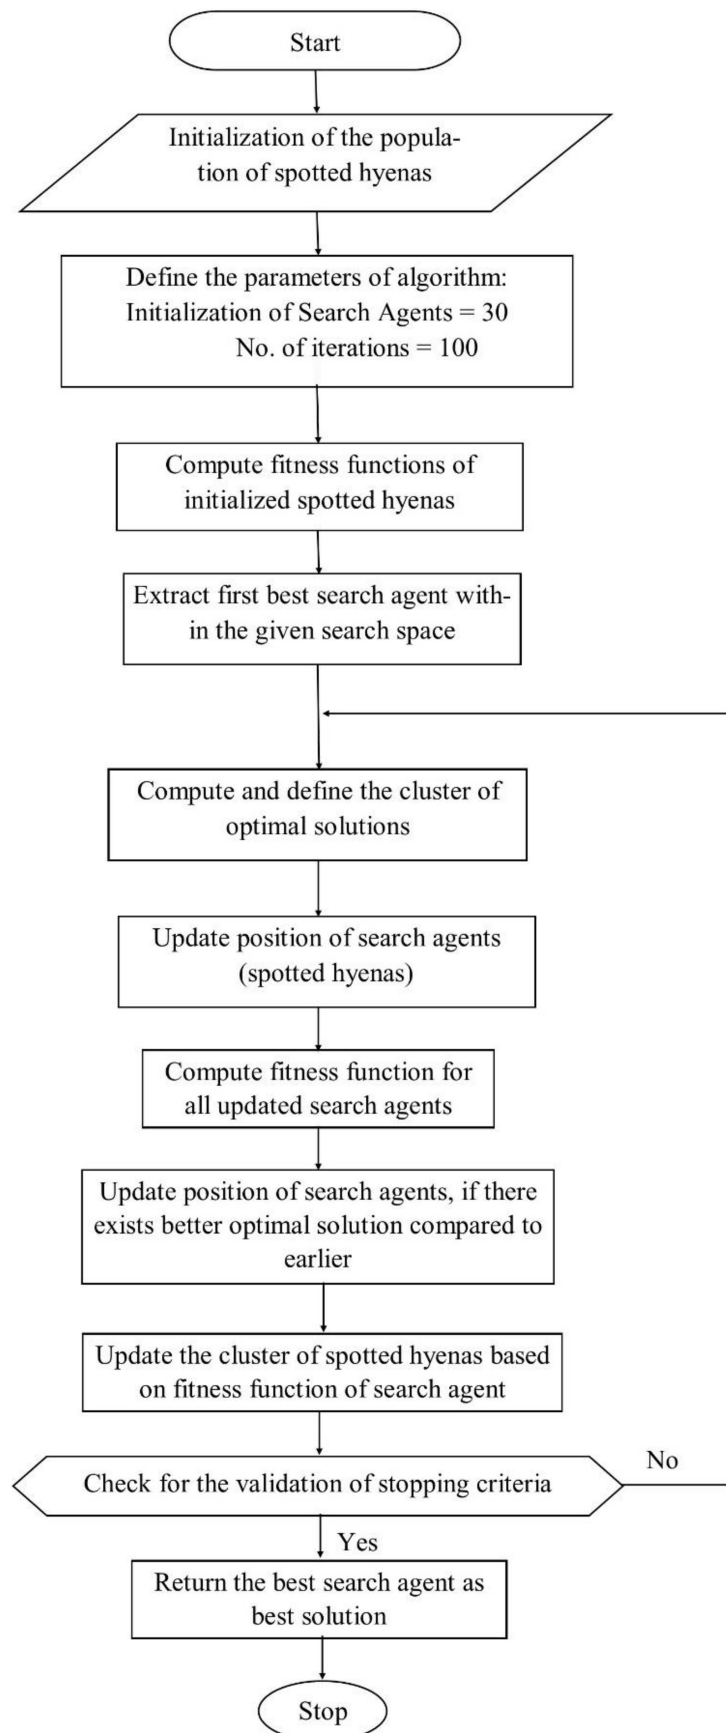 Start
Initialization of the popula-
tion of spotted hyenas
Define the parameters of algorithm:
Initialization of Search Agents = 30
No. of iterations = 100
Compute fitness functions of
initialized spotted hyenas
Extract first best search agent with-
in the given search space
Compute and define the cluster of
optimal solutions
Update position of search agents
(spotted hyenas)
Compute fitness function for
all updated search agents
Update position of search agents, if there
exists better optimal solution compared to
earlier
Update the cluster of spotted hyenas based
on fitness function of search agent
Check for the validation of stopping criteria
No
Yes
Return the best search agent as
best solution
Stop